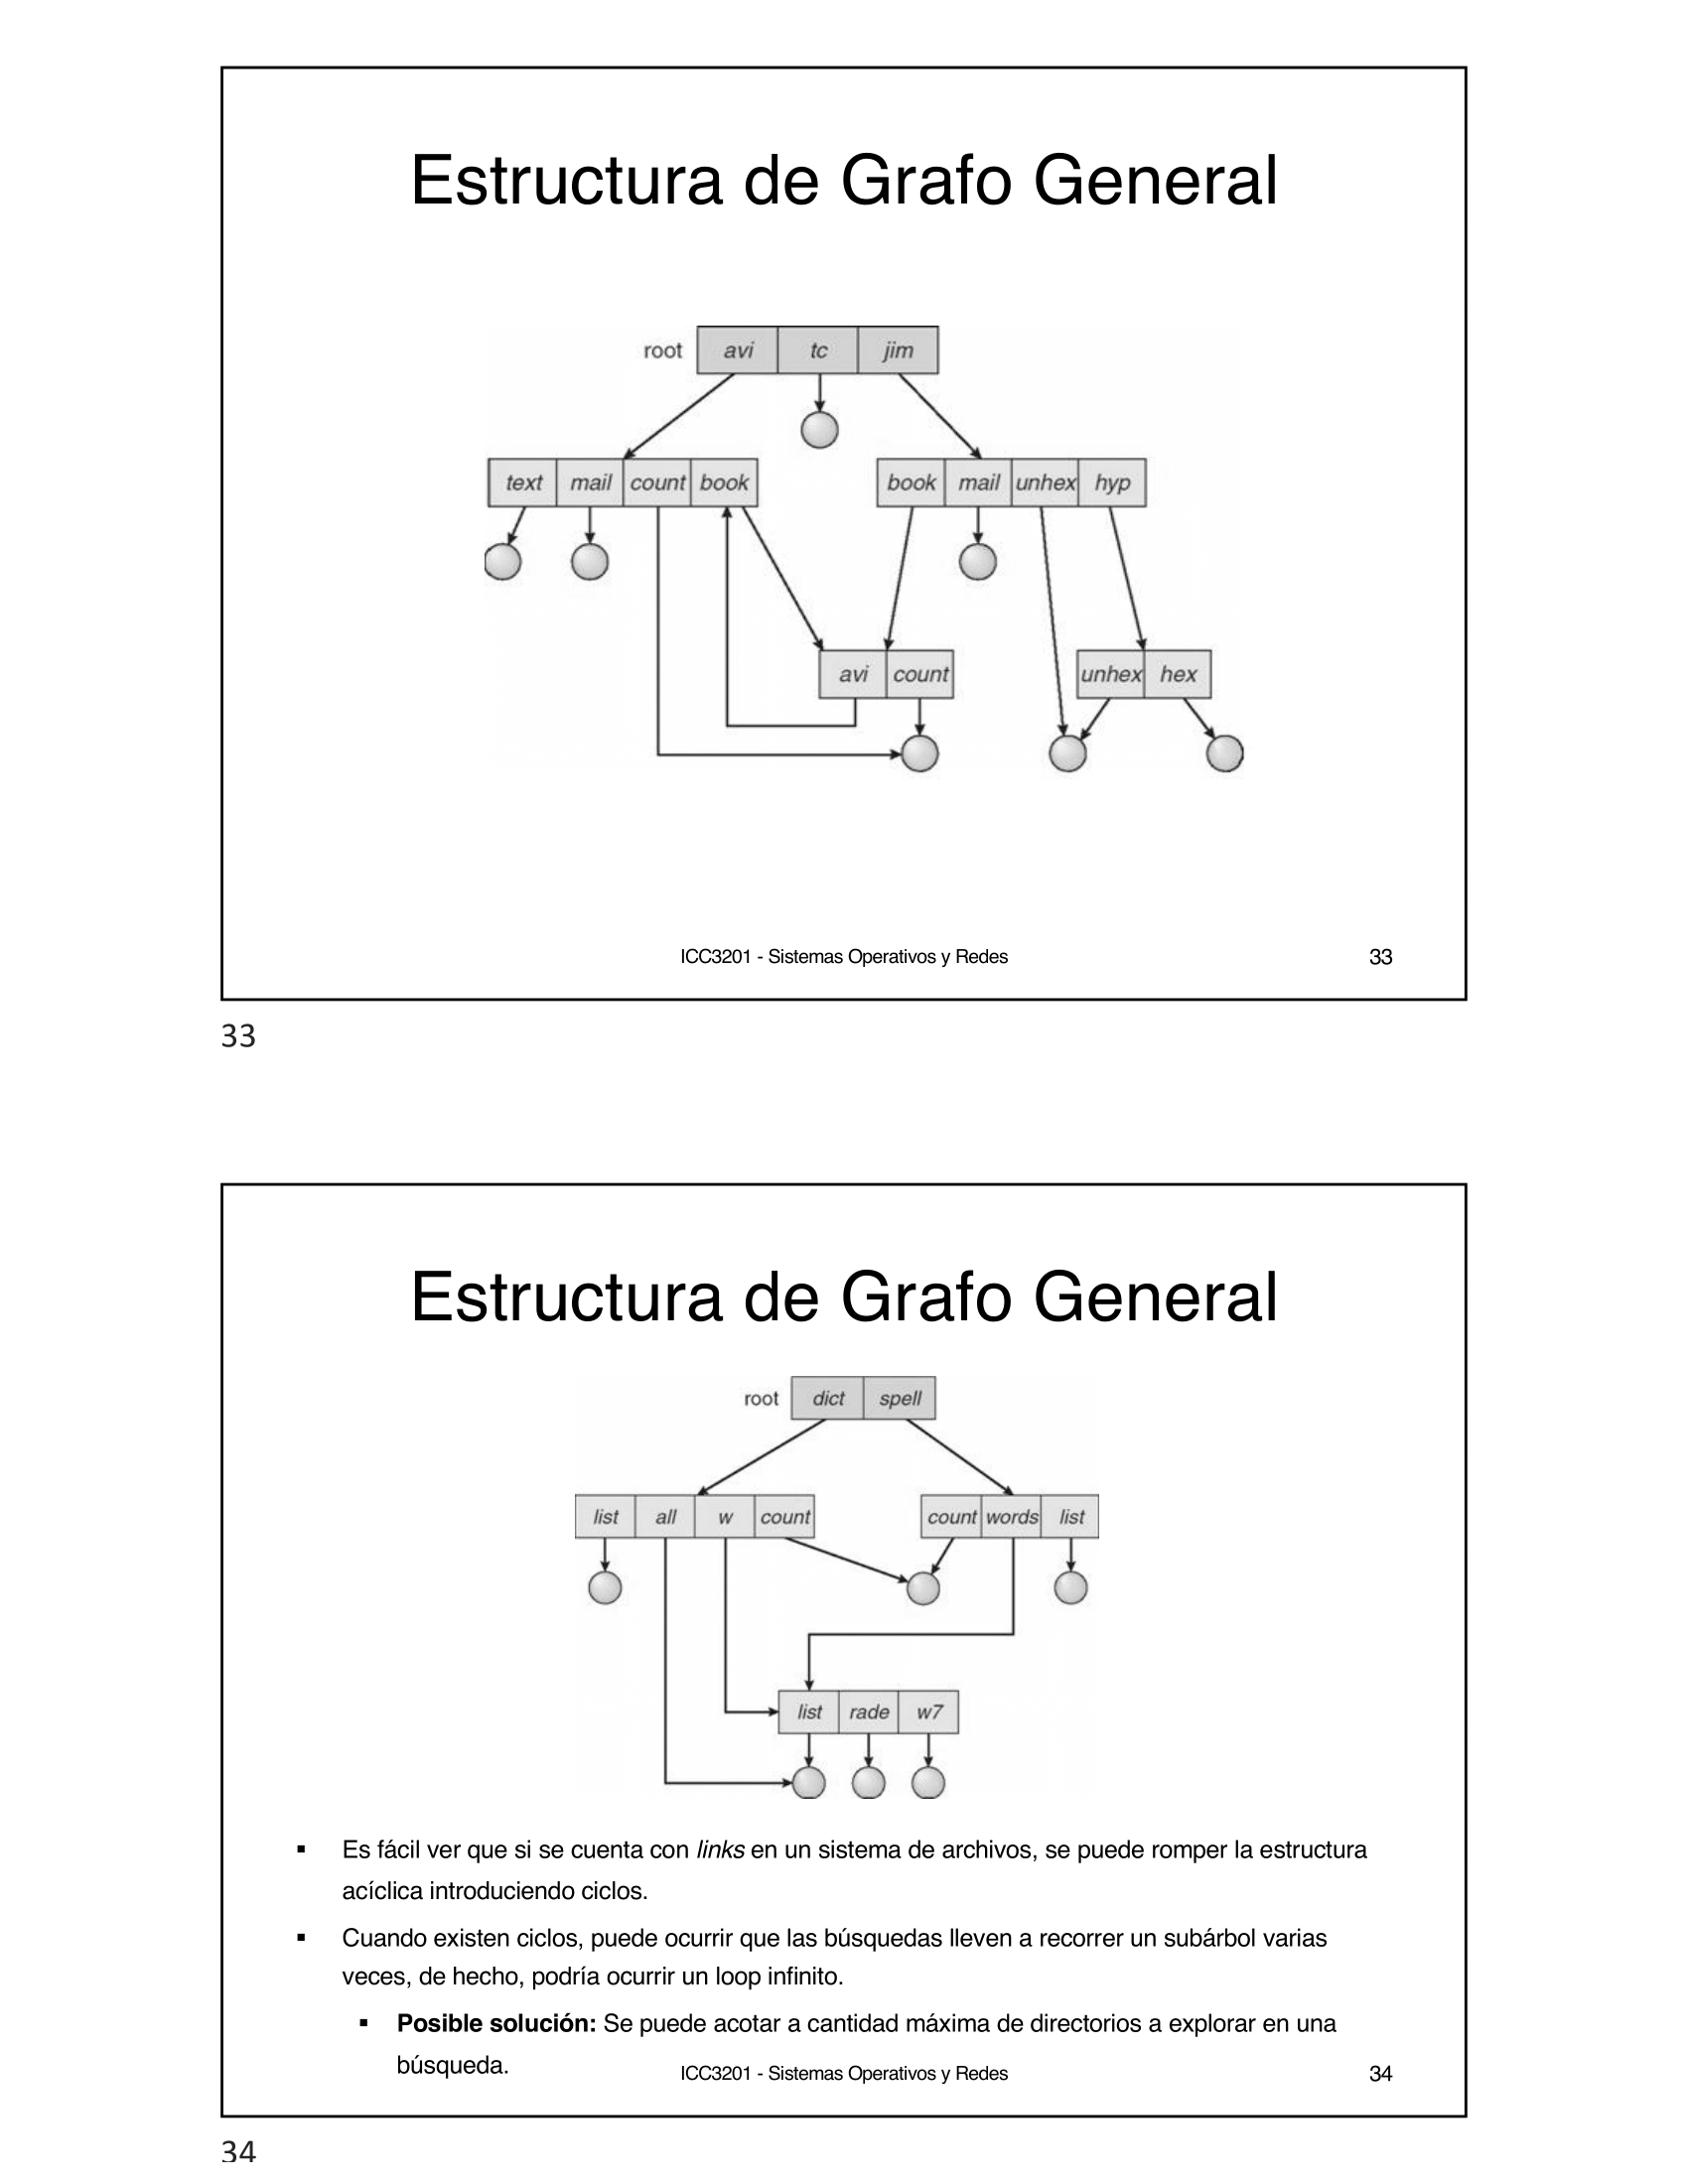 Estructura de Grafo General
root avi tc jim
text mail count book book mail unhex hyp
avi count unhex hex
ICC3201 - Sistemas Operativos y Redes 33
33
Estructura de Grafo General
root dict spell
list all w count count words list
list rade w7
▪ Es fácil ver que si se cuenta con links en un sistema de archivos, se puede romper la estructura
acíclica introduciendo ciclos.
▪ Cuando existen ciclos, puede ocurrir que las búsquedas lleven a recorrer un subárbol varias
veces, de hecho, podría ocurrir un loop infinito.
▪ Posible solución: Se puede acotar a cantidad máxima de directorios a explorar en una
búsqueda.
ICC3201 - Sistemas Operativos y Redes 34
34